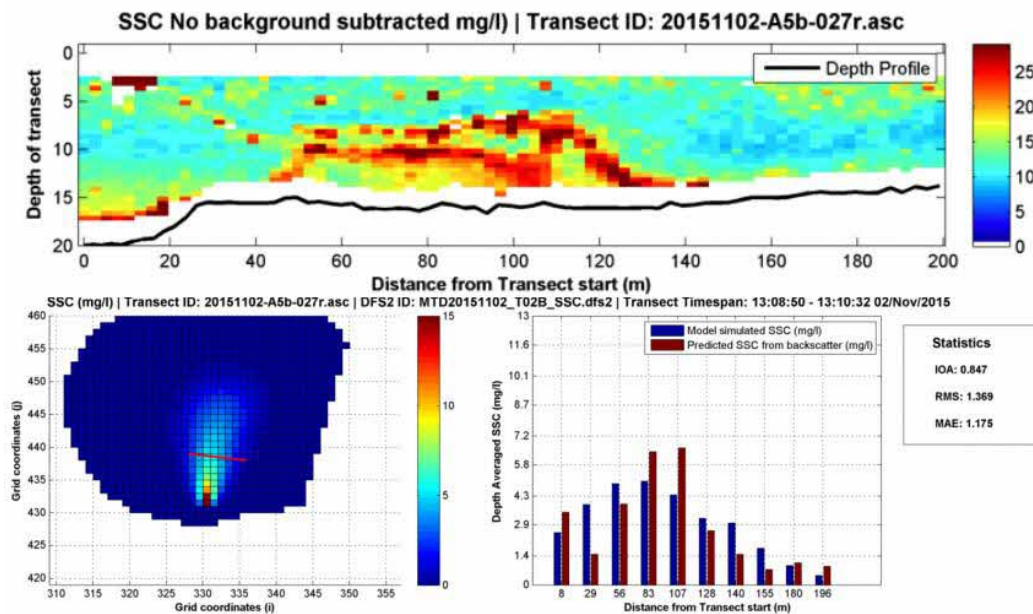 SSC No background subtracted mg/l) | Transect ID: 20151102-A5b-027r.asc
Depth Profile
Depth of transect
0
5
10
15
20
0 20 40 60 80 100 120 140 160 180 200
Distance from Transect start (m)
25
20
15
10
5
0
SSC (mg/l) | Transect ID: 20151102-A5b-027r.asc | DFS2 ID: MTD20151102_T02B_SSC.dfs2 | Transect Timespan: 13:08:50 - 13:10:32 02/Nov/2015
Grid coordinates (j)
460
455
450
445
440
435
430
425
420
310 315 320 325 330 335 340 345 350 355
Grid coordinates (i)
15
10
5
0
Depth Averaged SSC (mg/l)
13
11.6
10.1
8.7
7.2
5.8
4.3
2.9
1.4
0
Model simulated SSC (mg/l)
Predicted SSC from backscatter (mg/l)
8 29 56 83 107 128 140 155 180 196
Distance from Transect start (m)
Statistics
IOA: 0.847
RMS: 1.369
MAE: 1.175